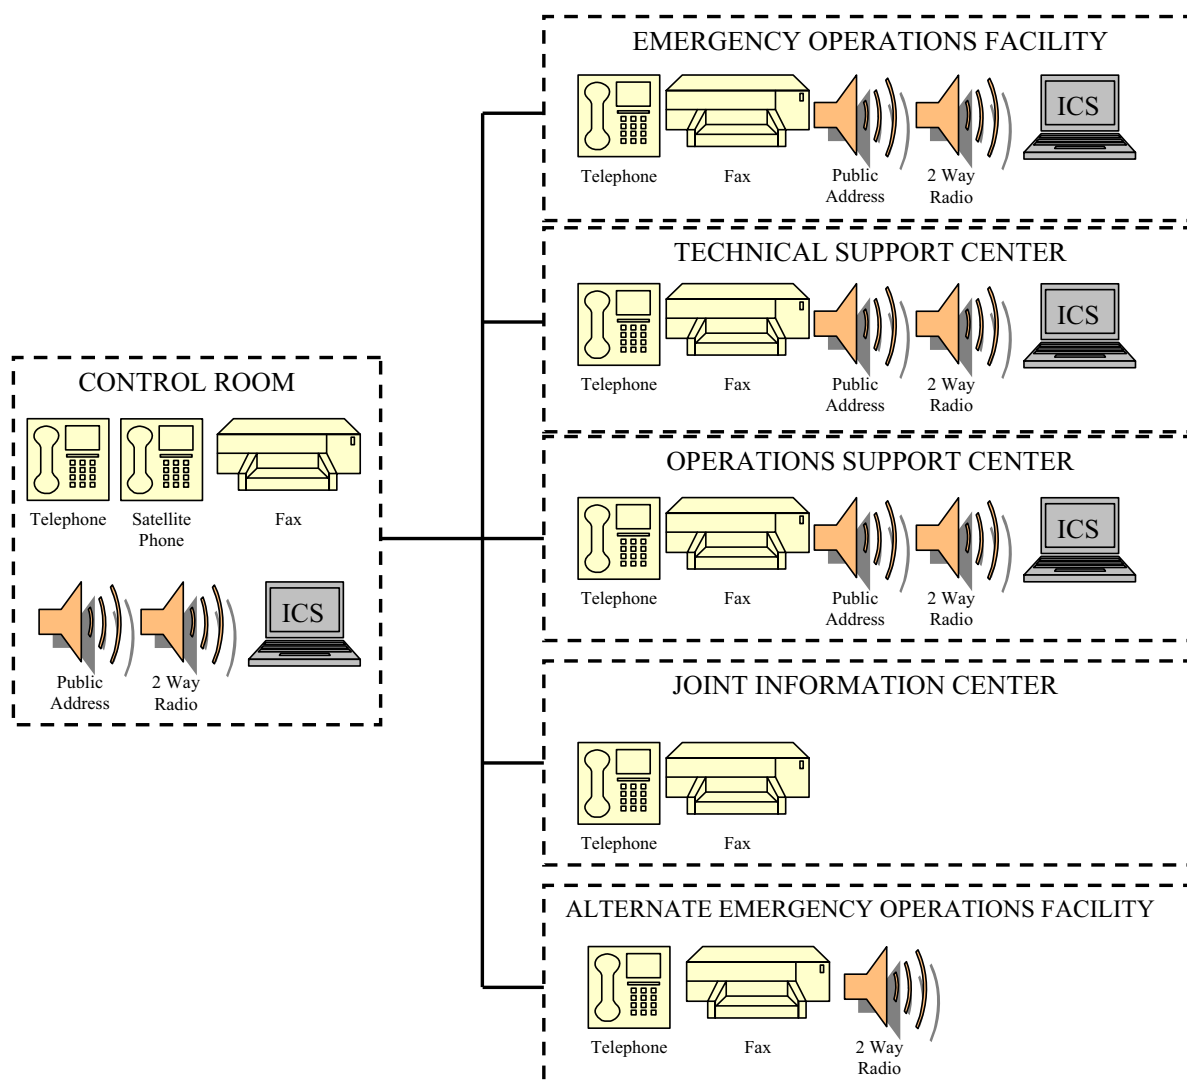 EMERGENCY OPERATIONS FACILITY
ICS
Telephone Fax Public Address 2 Way Radio
TECHNICAL SUPPORT CENTER
ICS
Telephone Fax Public Address 2 Way Radio
CONTROL ROOM
Telephone Satellite Phone Fax
ICS
Public Address 2 Way Radio
OPERATIONS SUPPORT CENTER
ICS
Telephone Fax Public Address 2 Way Radio
JOINT INFORMATION CENTER
Telephone Fax
ALTERNATE EMERGENCY OPERATIONS FACILITY
Telephone Fax 2 Way Radio